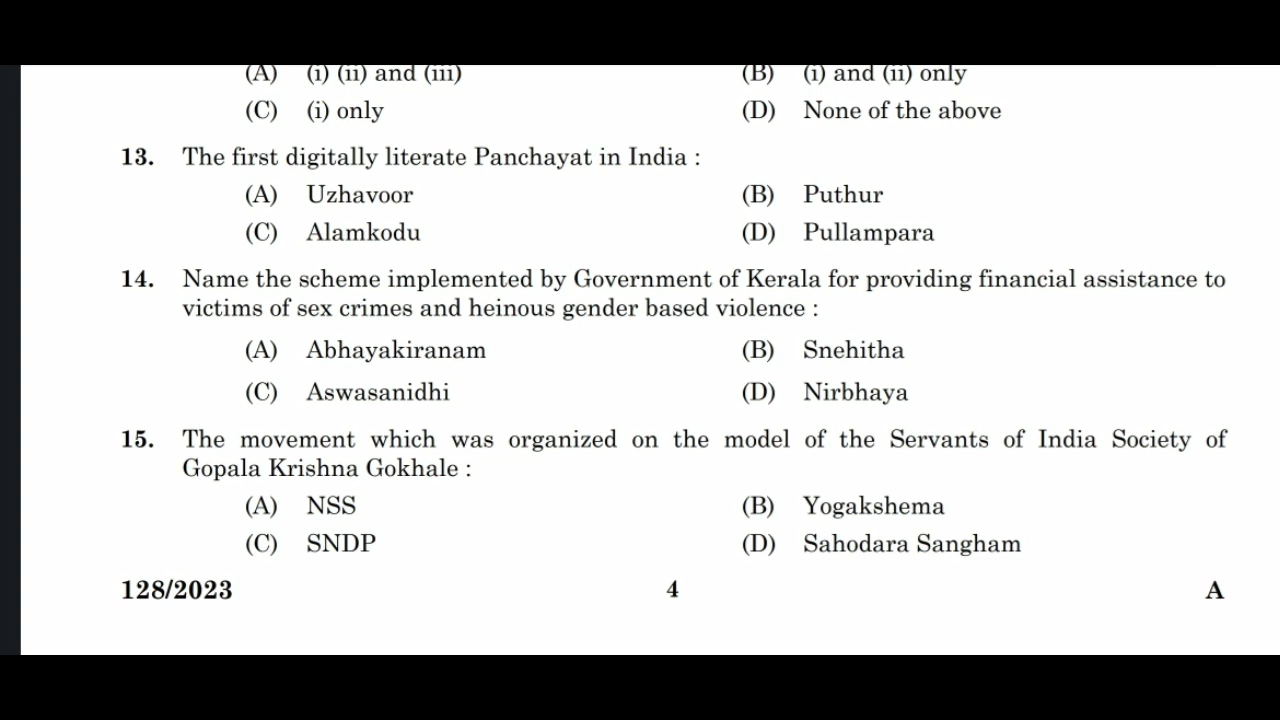 (A) (i) (ii) and (iii) (B) (i) and (ii) only
(C) (i) only (D) None of the above
13. The first digitally literate Panchayat in India :
(A) Uzhavoor (B) Puthur
(C) Alamkodu (D) Pullampara
14. Name the scheme implemented by Government of Kerala for providing financial assistance to
victims of sex crimes and heinous gender based violence :
(A) Abhayakiranam (B) Snehitha
(C) Aswasanidhi (D) Nirbhaya
15. The movement which was organized on the model of the Servants of India Society of
Gopala Krishna Gokhale :
(A) NSS (B) Yogakshema
(C) SNDP (D) Sahodara Sangham
128/2023 4 A